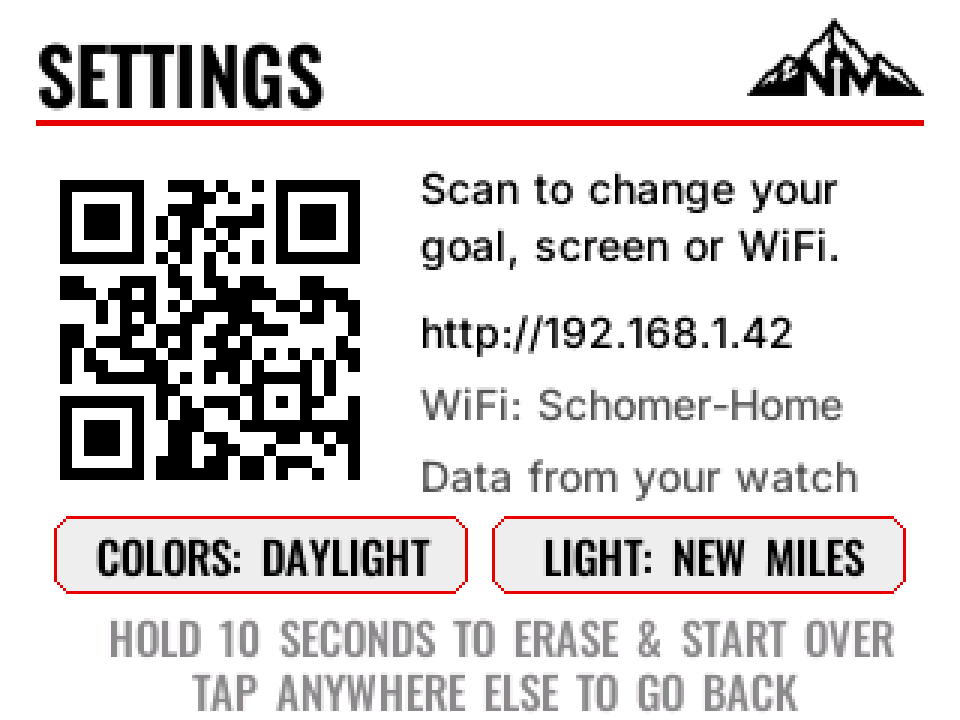 SETTINGS
NM
Scan to change your
goal, screen or WiFi.
http://192.168.1.42
WiFi: Schomer-Home
Data from your watch
COLORS: DAYLIGHT
LIGHT: NEW MILES
HOLD 10 SECONDS TO ERASE & START OVER
TAP ANYWHERE ELSE TO GO BACK